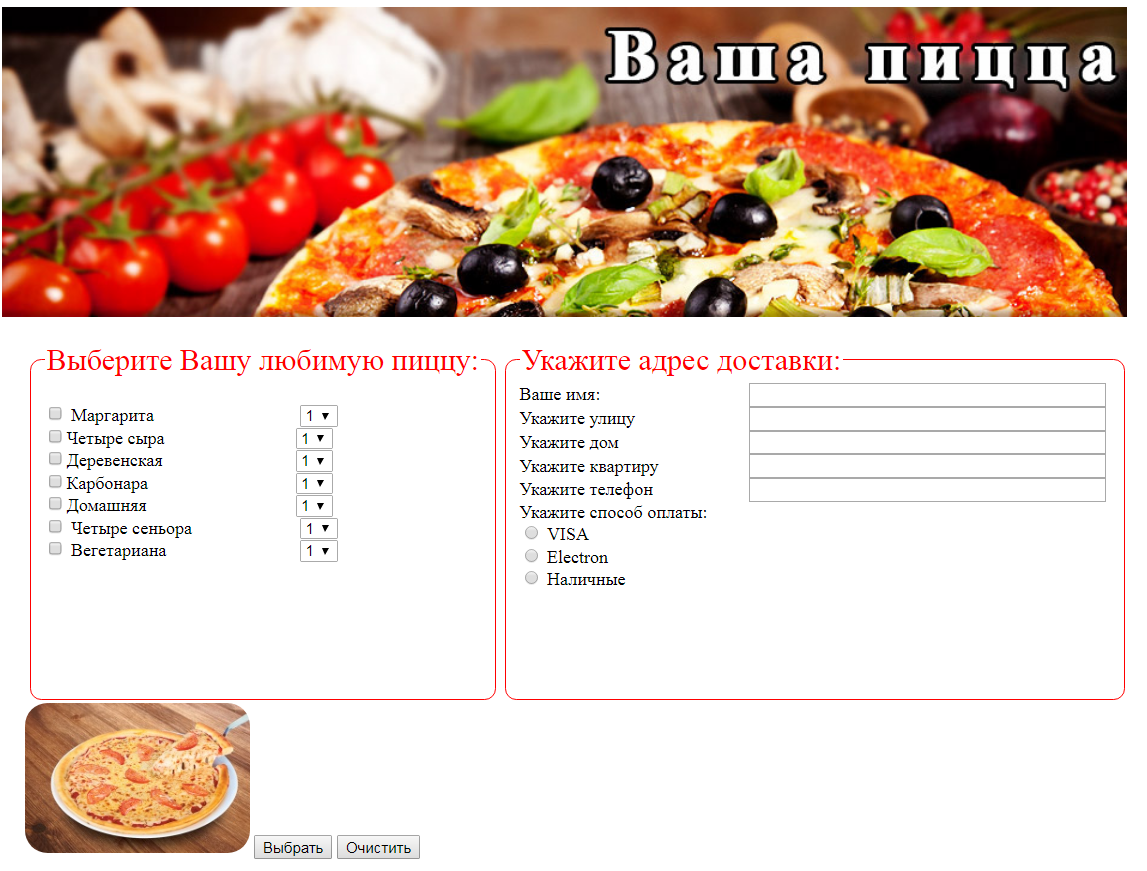 Ваша пицца
Выберите Вашу любимую пиццу:
Маргарита 1
Четыре сыра 1
Деревенская 1
Карбонара 1
Домашняя 1
Четыре сеньора 1
Вегетариана 1
Укажите адрес доставки:
Ваше имя:
Укажите улицу
Укажите дом
Укажите квартиру
Укажите телефон
Укажите способ оплаты:
VISA
Electron
Наличные
Выбрать Очистить